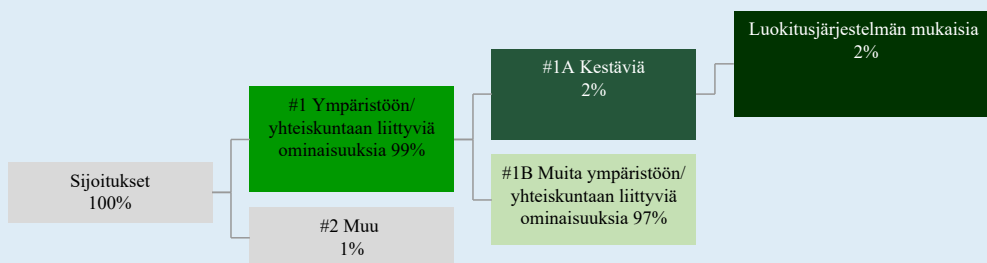 Sijoitukset
100%
#1 Ympäristöön/
yhteiskuntaan liittyviä
ominaisuuksia 99%
#2 Muu
1%
#1A Kestäviä
2%
#1B Muita ympäristöön/
yhteiskuntaan liittyviä
ominaisuuksia 97%
Luokitusjärjestelmän mukaisia
2%